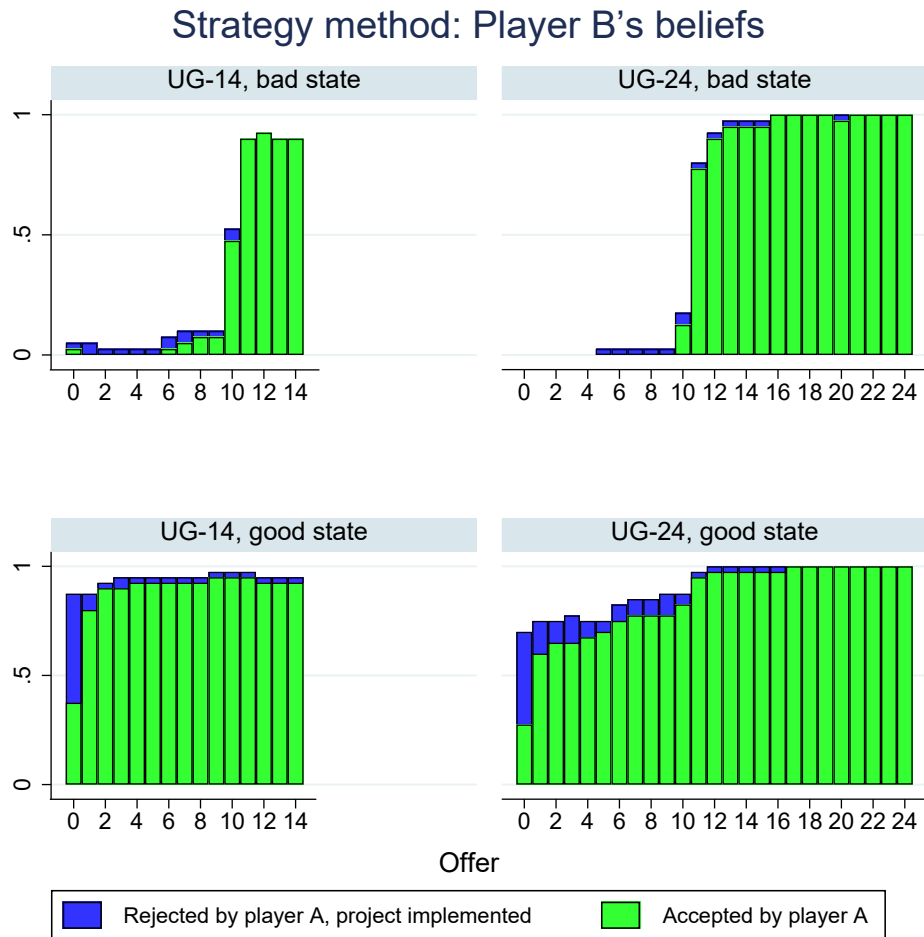 Strategy method: Player B's beliefs
UG-14, bad state
UG-24, bad state
1
.5
0
0 2 4 6 8 10 12 14
0 2 4 6 8 10 12 14 16 18 20 22 24
UG-14, good state
UG-24, good state
1
.5
0
0 2 4 6 8 10 12 14
0 2 4 6 8 10 12 14 16 18 20 22 24
Offer
Rejected by player A, project implemented
Accepted by player A